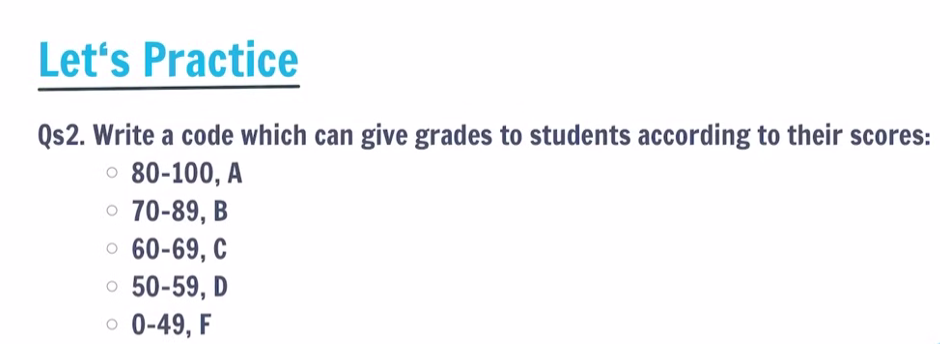 Let‘s Practice
Qs2. Write a code which can give grades to students according to their scores:
○ 80-100, A
○ 70-89, B
○ 60-69, C
○ 50-59, D
○ 0-49, F